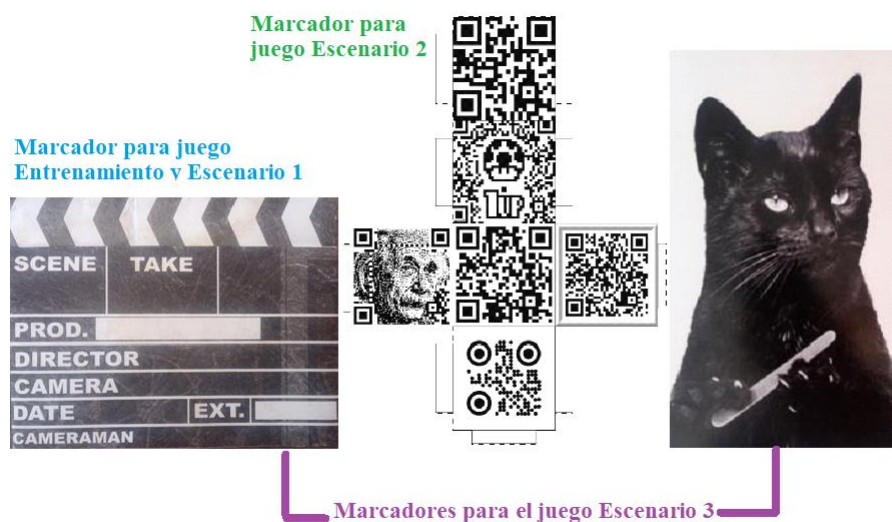 Marcador para
juego Escenario 2
Marcador para juego
Entrenamiento y Escenario 1
SCENE TAKE
PROD.
DIRECTOR
CAMERA
DATE EXT.
CAMERAMAN
1up
Marcadores para el juego Escenario 3